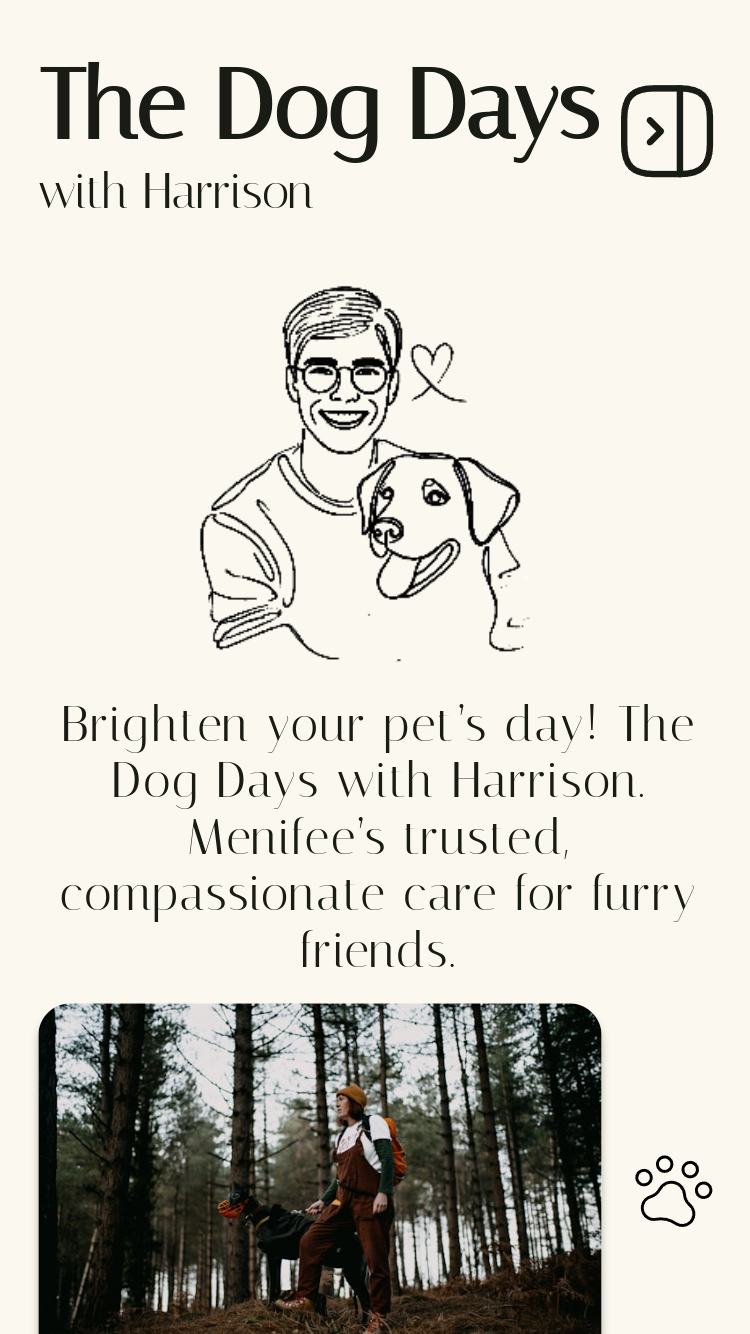 The Dog Days
with Harrison
Brighten your pet's day! The
Dog Days with Harrison.
Menifee's trusted,
compassionate care for furry
friends.